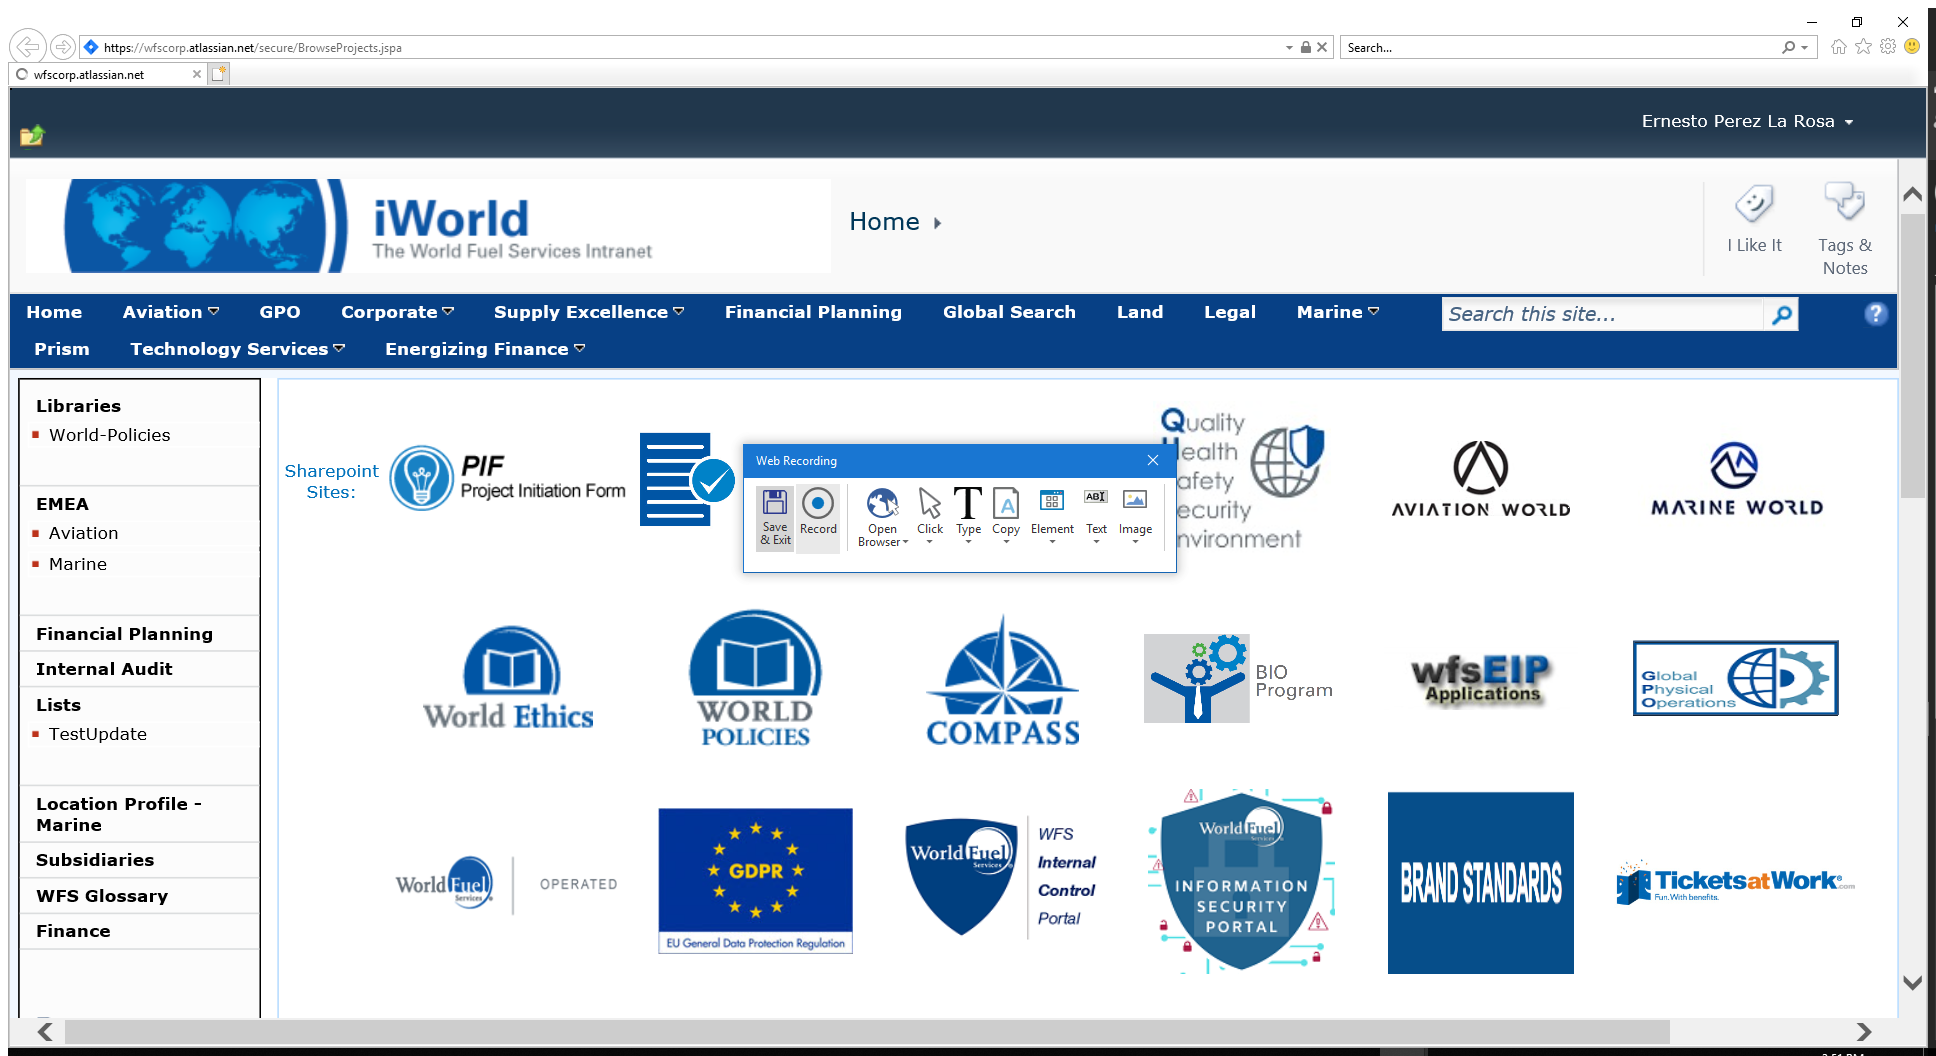 https://wfscorp.atlassian.net/secure/BrowseProjects.jspa
Search...
wfscorp.atlassian.net
Ernesto Perez La Rosa
iWorld
The World Fuel Services Intranet
Home
I Like It
Tags &
Notes
Home Aviation GPO Corporate Supply Excellence Financial Planning Global Search Land Legal Marine
Search this site...
?
Prism Technology Services Energizing Finance
Libraries
World-Policies
EMEA
Aviation
Marine
Financial Planning
Internal Audit
Lists
TestUpdate
Location Profile -
Marine
Subsidiaries
WFS Glossary
Finance
Sharepoint
Sites:
PIF
Project Initiation Form
Web Recording
Save
& Exit
Record
Open
Browser
Click
Type
Copy
Element
ABI
Text
Image
T
A
Quality
ealth
afety
ecurity
nvironment
AVIATION WORLD
MARINE WORLD
World Ethics
WORLD
POLICIES
COMPASS
BIO
Program
wfsEIP
Applications
Global
Physical
Operations
World Fuel
Services
OPERATED
GDPR
EU General Data Protection Regulation
World Fuel
Services
WFS
Internal
Control
Portal
World Fuel
Services
INFORMATION
SECURITY
PORTAL
BRAND STANDARDS
TicketsatWork.com
Fun. With benefits.